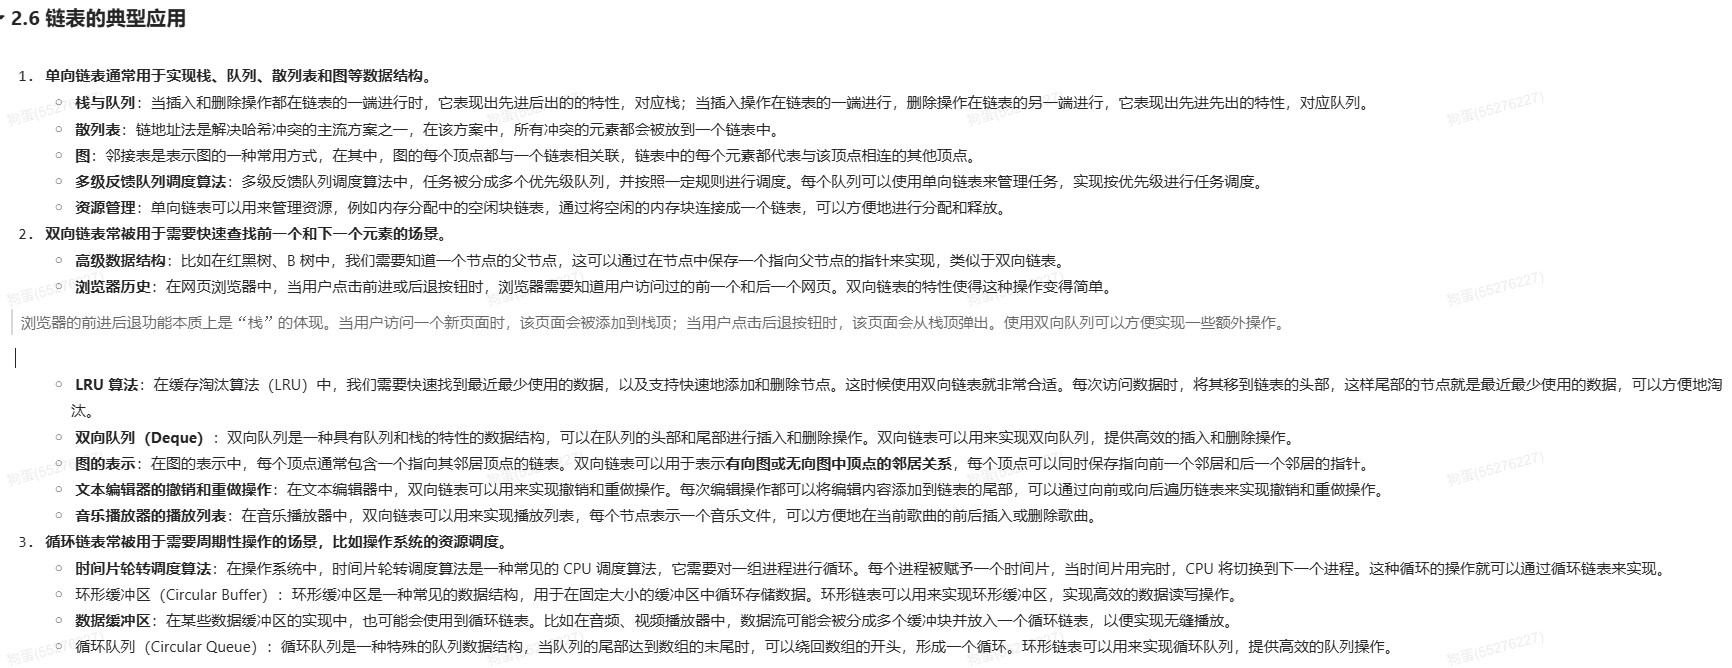 2.6 链表的典型应用
1. 单向链表通常用于实现栈、队列、散列表和图等数据结构。
○ 栈与队列：当插入和删除操作都在链表的一端进行时，它表现出先进后出的的特性，对应栈；当插入操作在链表的一端进行，删除操作在链表的另一端进行，它表现出先进先出的特性，对应队列。
○ 散列表：链地址法是解决哈希冲突的主流方案之一，在该方案中，所有冲突的元素都会被放到一个链表中。
○ 图：邻接表是表示图的一种常用方式，在其中，图的每个顶点都与一个链表相关联，链表中的每个元素都代表与该顶点相连的其他顶点。
○ 多级反馈队列调度算法：多级反馈队列调度算法中，任务被分成多个优先级队列，并按照一定规则进行调度。每个队列可以使用单向链表来管理任务，实现按优先级进行任务调度。
○ 资源管理：单向链表可以用来管理资源，例如内存分配中的空闲块链表，通过将空闲的内存块连接成一个链表，可以方便地进行分配和释放。
2. 双向链表常被用于需要快速查找前一个和下一个元素的场景。
○ 高级数据结构：比如在红黑树、B 树中，我们需要知道一个节点的父节点，这可以通过在节点中保存一个指向父节点的指针来实现，类似于双向链表。
○ 浏览器历史：在网页浏览器中，当用户点击前进或后退按钮时，浏览器需要知道用户访问过的前一个和后一个网页。双向链表的特性使得这种操作变得简单。
浏览器的前进后退功能本质上是“栈”的体现。当用户访问一个新页面时，该页面会被添加到栈顶；当用户点击后退按钮时，该页面会从栈顶弹出。使用双向队列可以方便实现一些额外操作。
○ LRU 算法：在缓存淘汰算法（LRU）中，我们需要快速找到最近最少使用的数据，以及支持快速地添加和删除节点。这时候使用双向链表就非常合适。每次访问数据时，将其移到链表的头部，这样尾部的节点就是最近最少使用的数据，可以方便地淘
汰。
○ 双向队列（Deque）：双向队列是一种具有队列和栈的特性的数据结构，可以在队列的头部和尾部进行插入和删除操作。双向链表可以用来实现双向队列，提供高效的插入和删除操作。
○ 图的表示：在图的表示中，每个顶点通常包含一个指向其邻居顶点的链表。双向链表可以用于表示有向图或无向图中顶点的邻居关系，每个顶点可以同时保存指向前一个邻居和后一个邻居的指针。
○ 文本编辑器的撤销和重做操作：在文本编辑器中，双向链表可以用来实现撤销和重做操作。每次编辑操作都可以将编辑内容添加到链表的尾部，可以通过向前或向后遍历链表来实现撤销和重做操作。
○ 音乐播放器的播放列表：在音乐播放器中，双向链表可以用来实现播放列表，每个节点表示一个音乐文件，可以方便地在当前歌曲的前后插入或删除歌曲。
3. 循环链表常被用于需要周期性操作的场景，比如操作系统的资源调度。
○ 时间片轮转调度算法：在操作系统中，时间片轮转调度算法是一种常见的 CPU 调度算法，它需要对一组进程进行循环。每个进程被赋予一个时间片，当时间片用完时，CPU 将切换到下一个进程。这种循环的操作就可以通过循环链表来实现。
○ 环形缓冲区（Circular Buffer）：环形缓冲区是一种常见的数据结构，用于在固定大小的缓冲区中循环存储数据。环形链表可以用来实现环形缓冲区，实现高效的数据读写操作。
○ 数据缓冲区：在某些数据缓冲区的实现中，也可能会使用到循环链表。比如在音频、视频播放器中，数据流可能会被分成多个缓冲块并放入一个循环链表，以便实现无缝播放。
○ 循环队列（Circular Queue）：循环队列是一种特殊的队列数据结构，当队列的尾部达到数组的末尾时，可以绕回数组的开头，形成一个循环。环形链表可以用来实现循环队列，提供高效的队列操作。
狗蛋(55276227)
狗蛋(55276227)
狗蛋(55276227)
狗蛋(55276227)